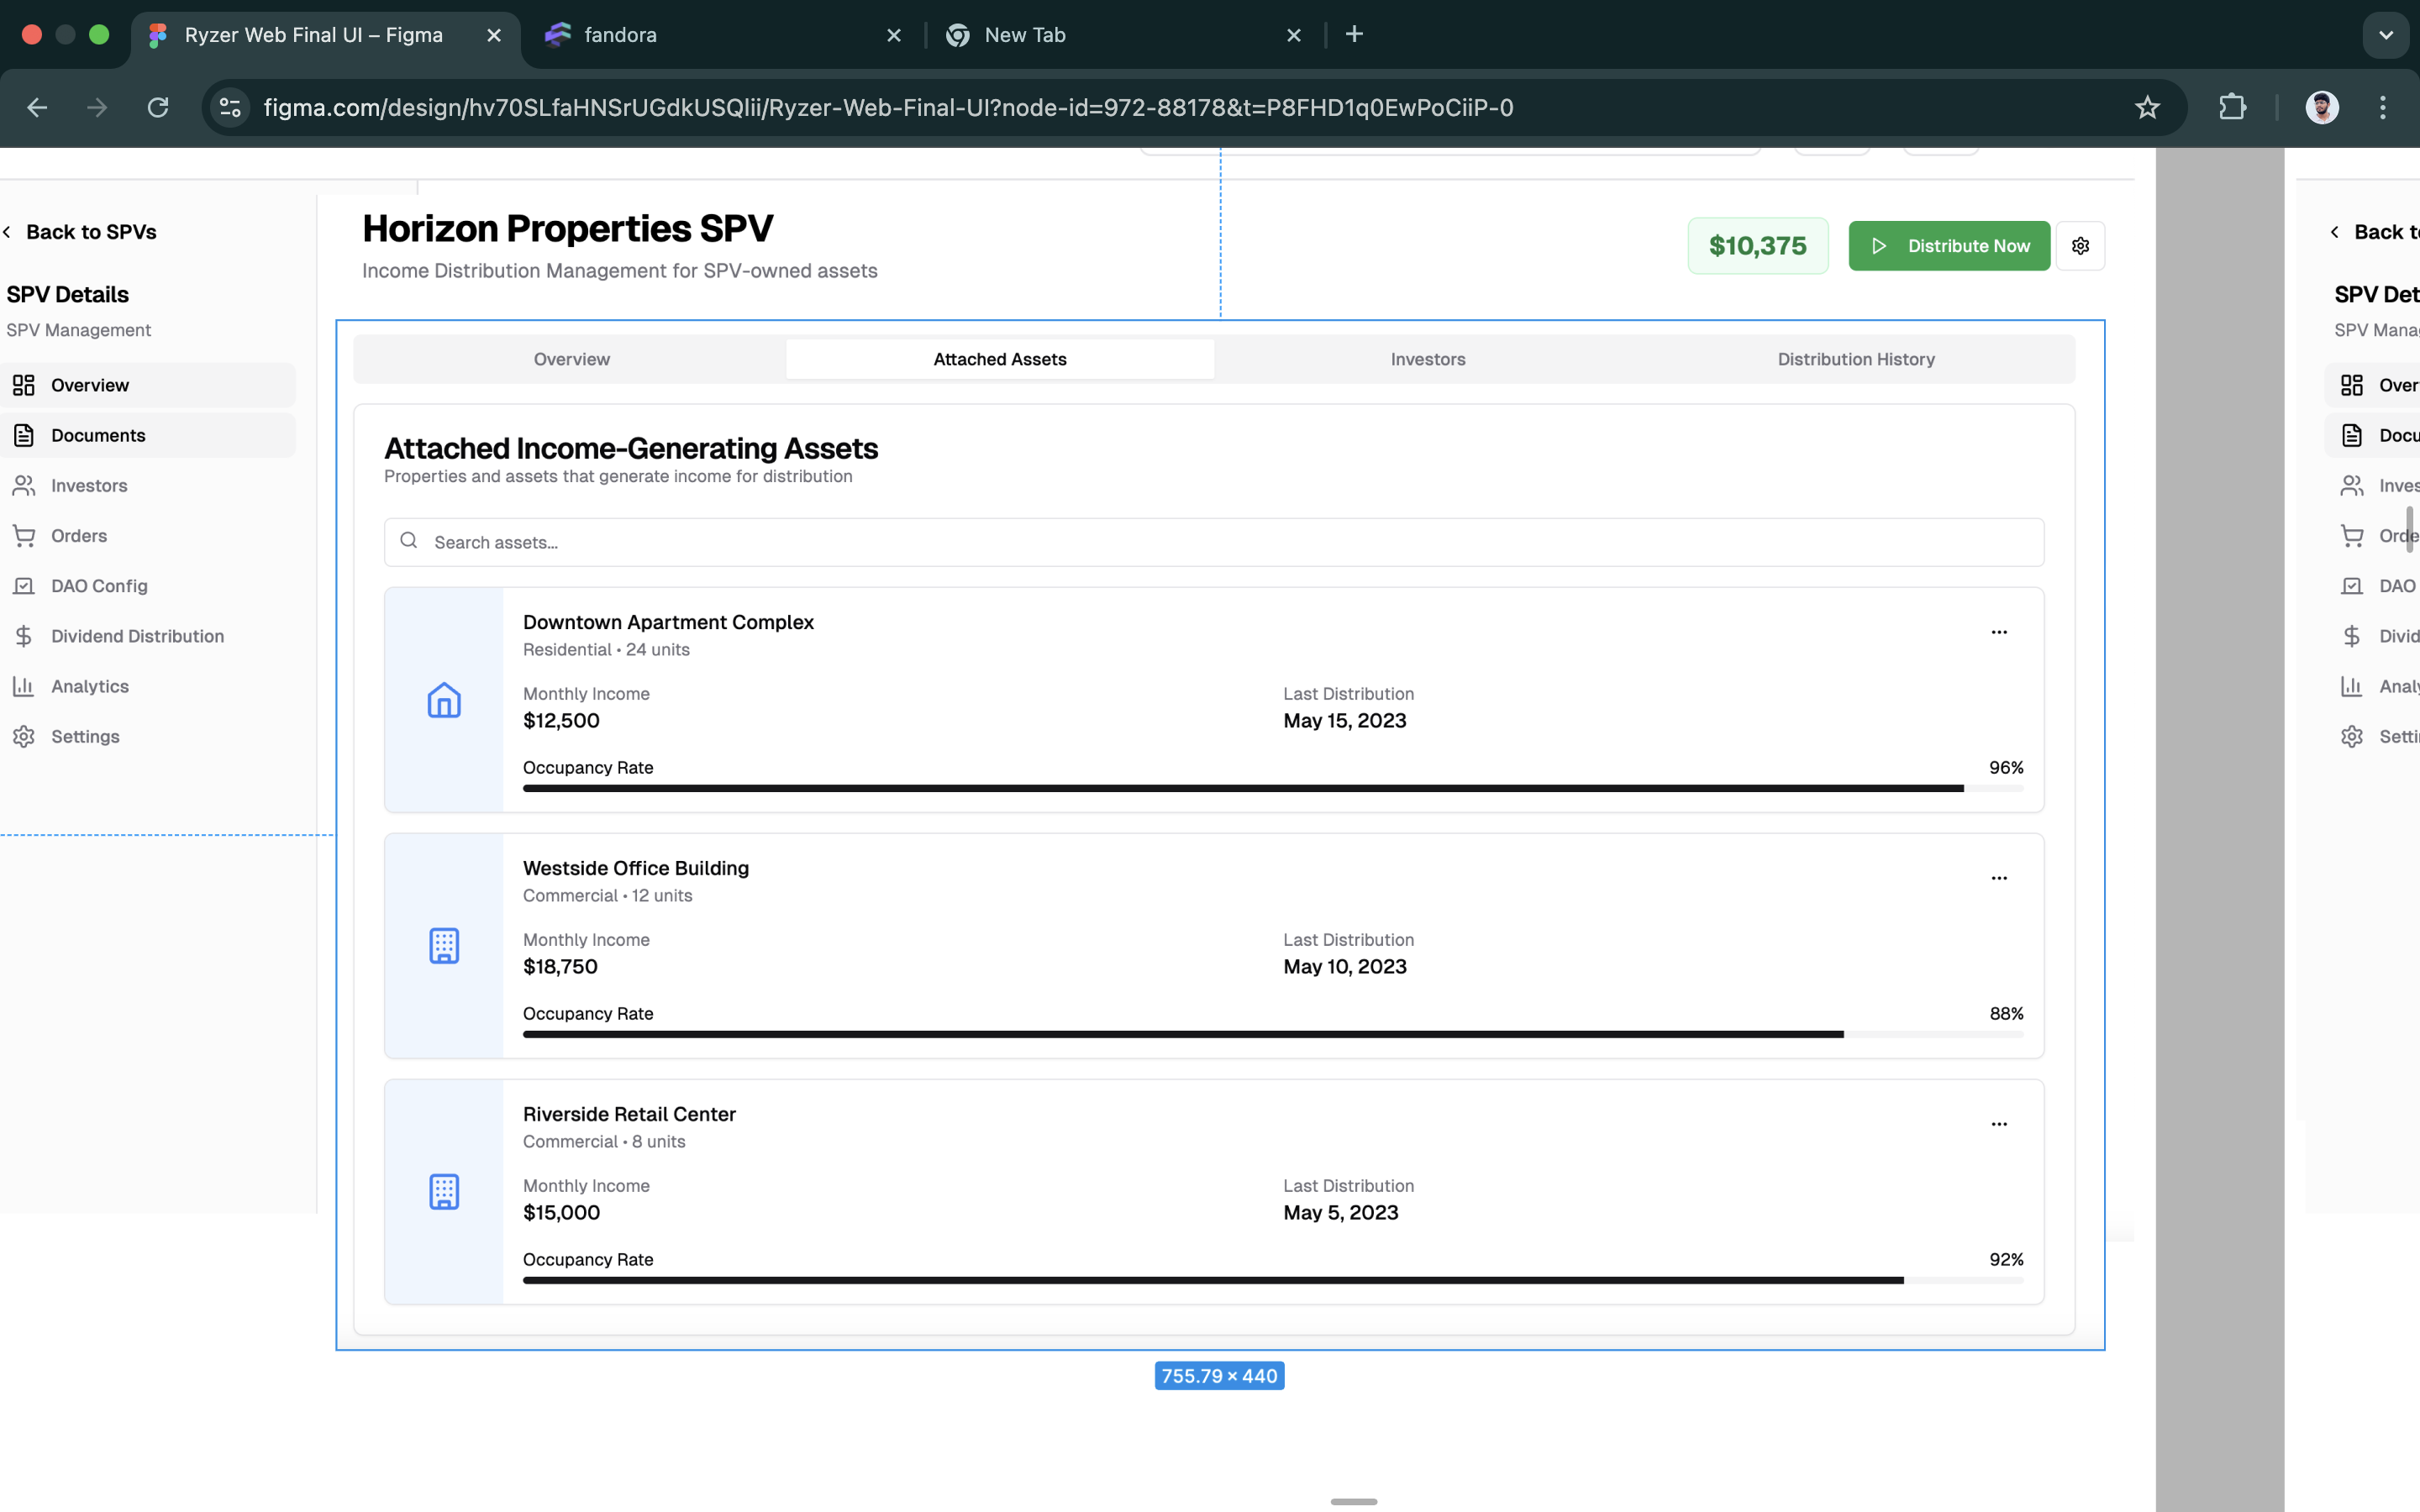 Ryzer Web Final UI – Figma
fandora
New Tab
figma.com/design/hv70SLfaHNSrUGdkUSQlii/Ryzer-Web-Final-UI?node-id=972-88178&t=P8FHD1q0EwPoCiiP-0
Back to SPVs
SPV Details
SPV Management
Overview
Documents
Investors
Orders
DAO Config
Dividend Distribution
Analytics
Settings
Horizon Properties SPV
Income Distribution Management for SPV-owned assets
$10,375
Distribute Now
Overview
Attached Assets
Investors
Distribution History
Attached Income-Generating Assets
Properties and assets that generate income for distribution
Search assets...
Downtown Apartment Complex
Residential • 24 units
Monthly Income
$12,500
Last Distribution
May 15, 2023
Occupancy Rate
96%
Westside Office Building
Commercial • 12 units
Monthly Income
$18,750
Last Distribution
May 10, 2023
Occupancy Rate
88%
Riverside Retail Center
Commercial • 8 units
Monthly Income
$15,000
Last Distribution
May 5, 2023
Occupancy Rate
92%
755.79 × 440
Back t
SPV Det
SPV Mana
Over
Docu
Inves
Orde
DAO
Divid
Analy
Setti